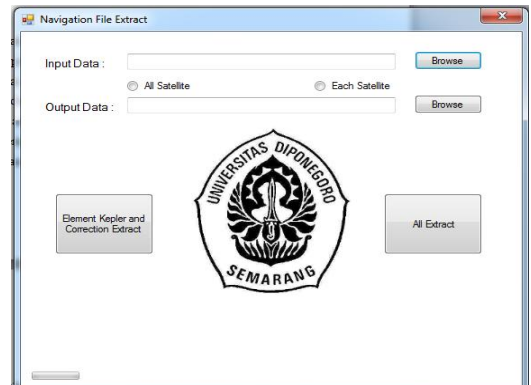 Navigation File Extract
Input Data :
Browse
All Satellite
Each Satellite
Output Data :
Browse
UNIVERSITAS DIPONEGORO
SEMARANG
Element Kepler and
Correction Extract
All Extract